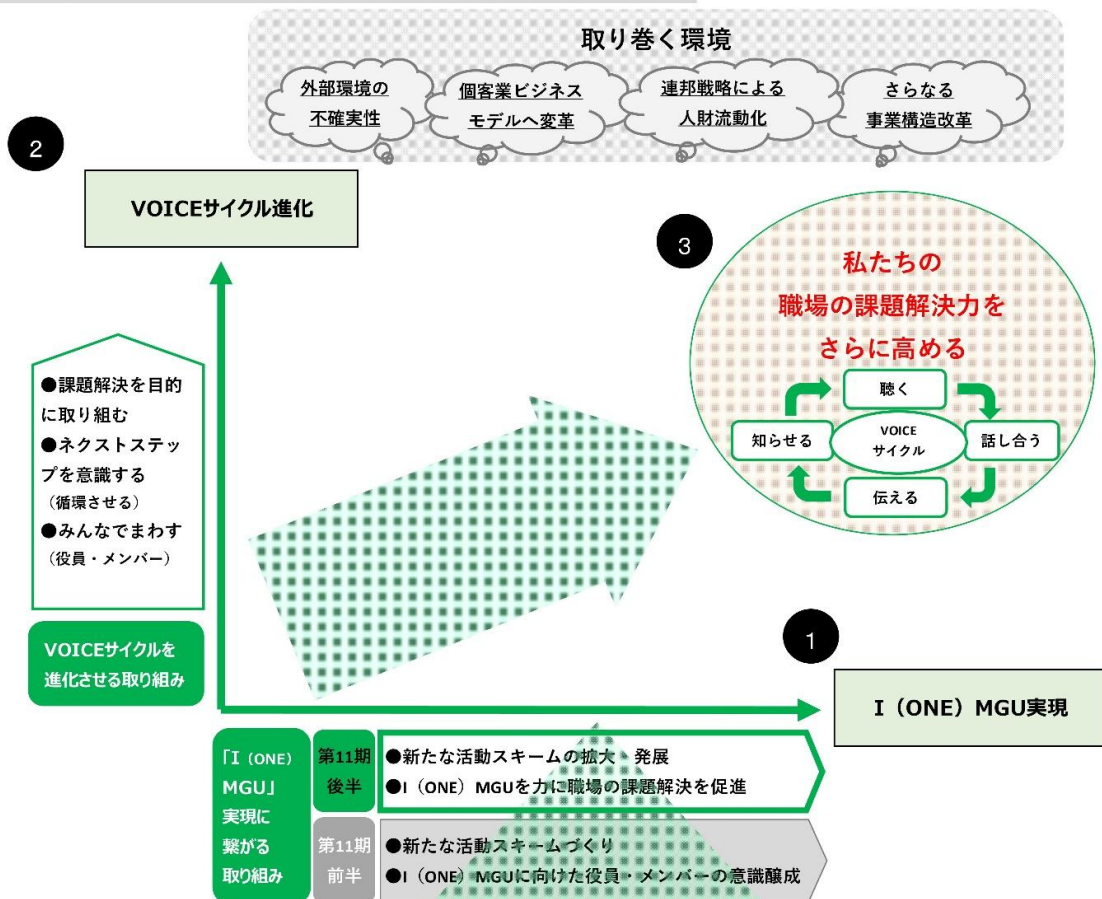 取り巻く環境
外部環境の
不確実性
個客業ビジネス
モデルへ変革
連邦戦略による
人財流動化
さらなる
事業構造改革
2
VOICEサイクル進化
3
私たちの
職場の課題解決力を
さらに高める
聴く
知らせる
VOICE
サイクル
話し合う
伝える
●課題解決を目的
に取り組む
●ネクストステッ
プを意識する
（循環させる）
●みんなでまわす
（役員・メンバー）
VOICEサイクルを
進化させる取り組み
1
I（ONE）MGU実現
「I（ONE）
MGU」
実現に
繋がる
取り組み
第11期
後半
●新たな活動スキームの拡大・発展
●I（ONE）MGUを力に職場の課題解決を促進
第11期
前半
●新たな活動スキームづくり
●I（ONE）MGUに向けた役員・メンバーの意識醸成